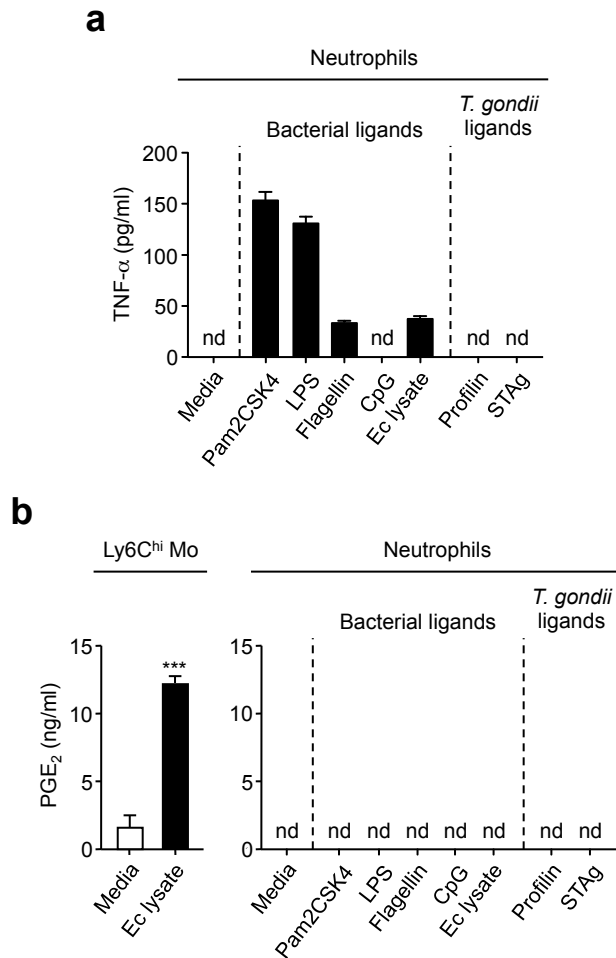 a
Neutrophils
T. gondii
ligands
Bacterial ligands
TNF-α (pg/ml)
200
150
100
50
0
nd nd nd nd
Media Pam2CSK4 LPS Flagellin CpG Ec lysate Profilin STAg
b
Ly6Chi Mo Neutrophils
T. gondii
ligands
Bacterial ligands
PGE2 (ng/ml)
15 15
10 10
5 5
0 0
***
nd nd nd nd nd nd nd nd
Media Ec lysate Media Pam2CSK4 LPS Flagellin CpG Ec lysate Profilin STAg